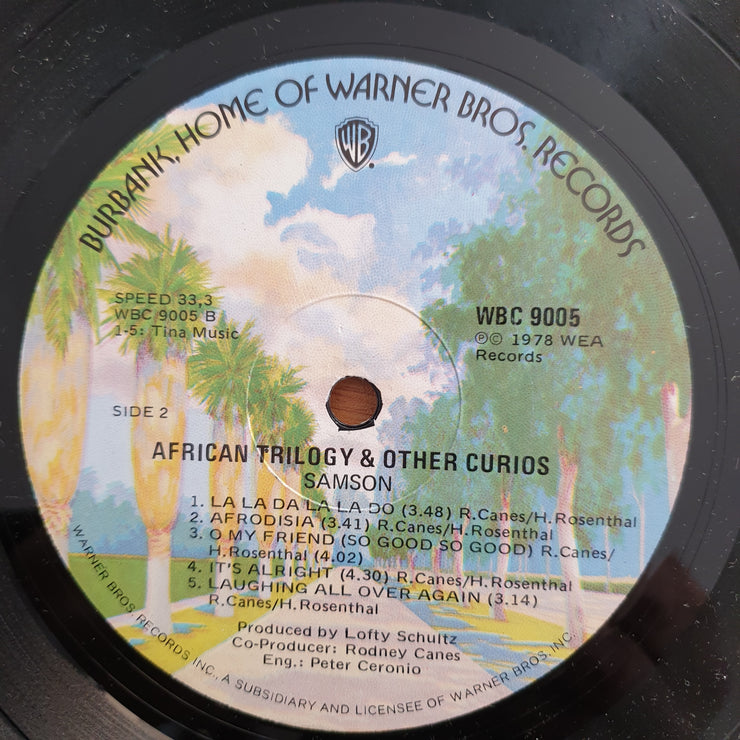 BURBANK, HOME OF WARNER BROS. RECORDS
WB
SPEED 33,3
WBC 9005 B
1-5: Tina Music
WBC 9005
Ⓟ© 1978 WEA
Records
SIDE 2
AFRICAN TRILOGY & OTHER CURIOS
SAMSON
1. LA LA DA LA LA DO (3.48) R.Canes/H.Rosenthal
2. AFRODISIA (3.41) R.Canes/H.Rosenthal
3. O MY FRIEND (SO GOOD SO GOOD) R.Canes/
H.Rosenthal (4.02)
4. IT'S ALRIGHT (4.30) R.Canes/H.Rosenthal
5. LAUGHING ALL OVER AGAIN (3.14)
R.Canes/H.Rosenthal
Produced by Lofty Schultz
Co-Producer: Rodney Canes
Eng.: Peter Ceronio
WARNER BROS. RECORDS INC., A SUBSIDIARY AND LICENSEE OF WARNER BROS. INC.